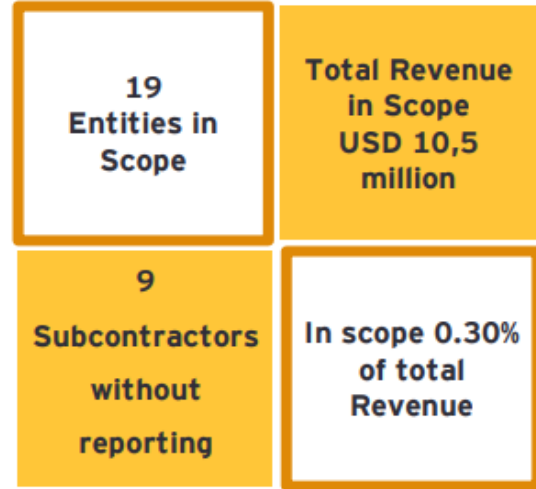 19
Entities in
Scope
Total Revenue
in Scope
USD 10,5
million
9
Subcontractors
without
reporting
In scope 0.30%
of total
Revenue